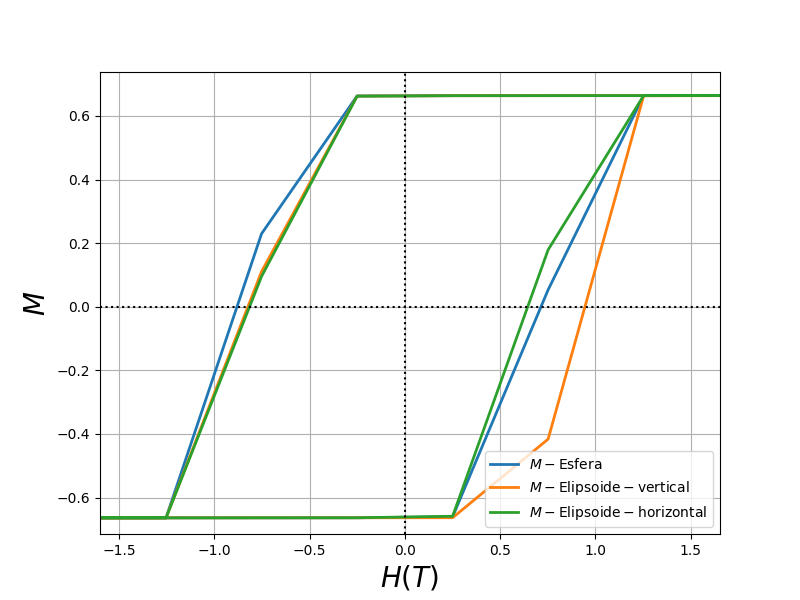 0.6
0.4
0.2
0.0
−0.2
−0.4
−0.6
M
−1.5 −1.0 −0.5 0.0 0.5 1.0 1.5
H(T)
M − Esfera
M − Elipsoide − vertical
M − Elipsoide − horizontal